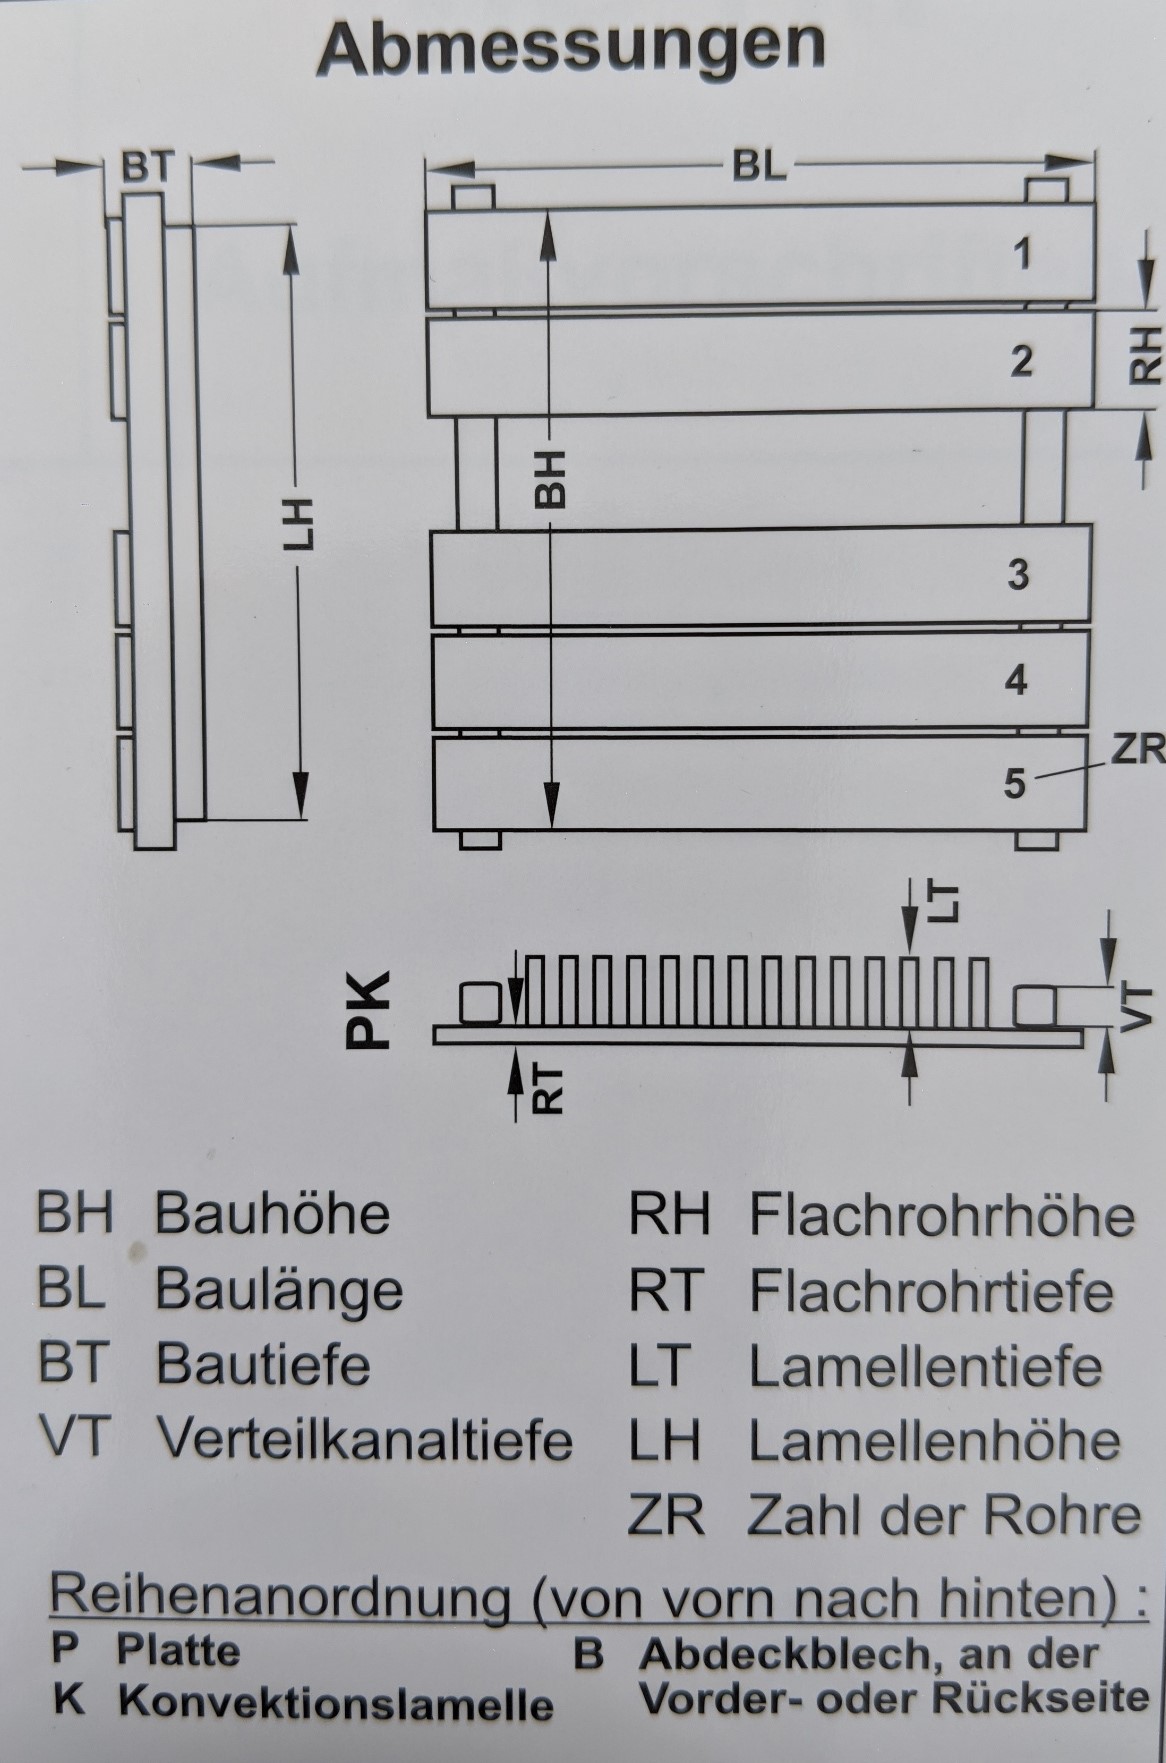 Abmessungen
BT
BL
1
2
RH
LH
BH
3
4
5
ZR
LT
PK
VT
RT
BH Bauhöhe
RH Flachrohrhöhe
BL Baulänge
RT Flachrohrtiefe
BT Bautiefe
LT Lamellentiefe
VT Verteilkanaltiefe
LH Lamellenhöhe
ZR Zahl der Rohre
Reihenanordnung (von vorn nach hinten) :
P Platte
B Abdeckblech, an der
K Konvektionslamelle
Vorder- oder Rückseite